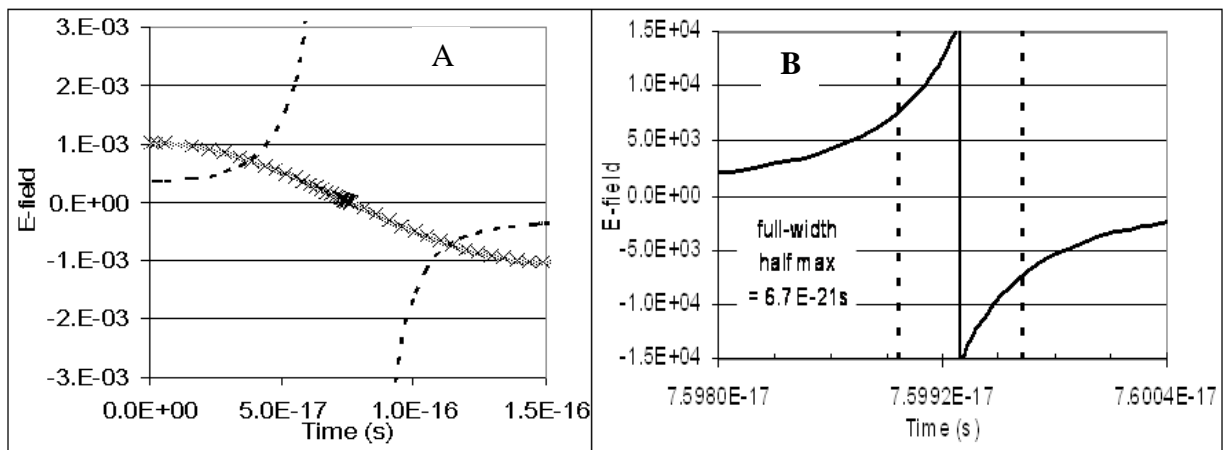 A
3.E-03
2.E-03
1.E-03
0.E+00
-1.E-03
-2.E-03
-3.E-03
E-field
0.0E+00 5.0E-17 1.0E-16 1.5E-16
Time (s)
B
1.5E+04
1.0E+04
5.0E+03
0.0E+00
-5.0E+03
-1.0E+04
-1.5E+04
E-field
full-width
half max
= 6.7 E-21s
7.5980E-17 7.5992E-17 7.6004E-17
Time (s)